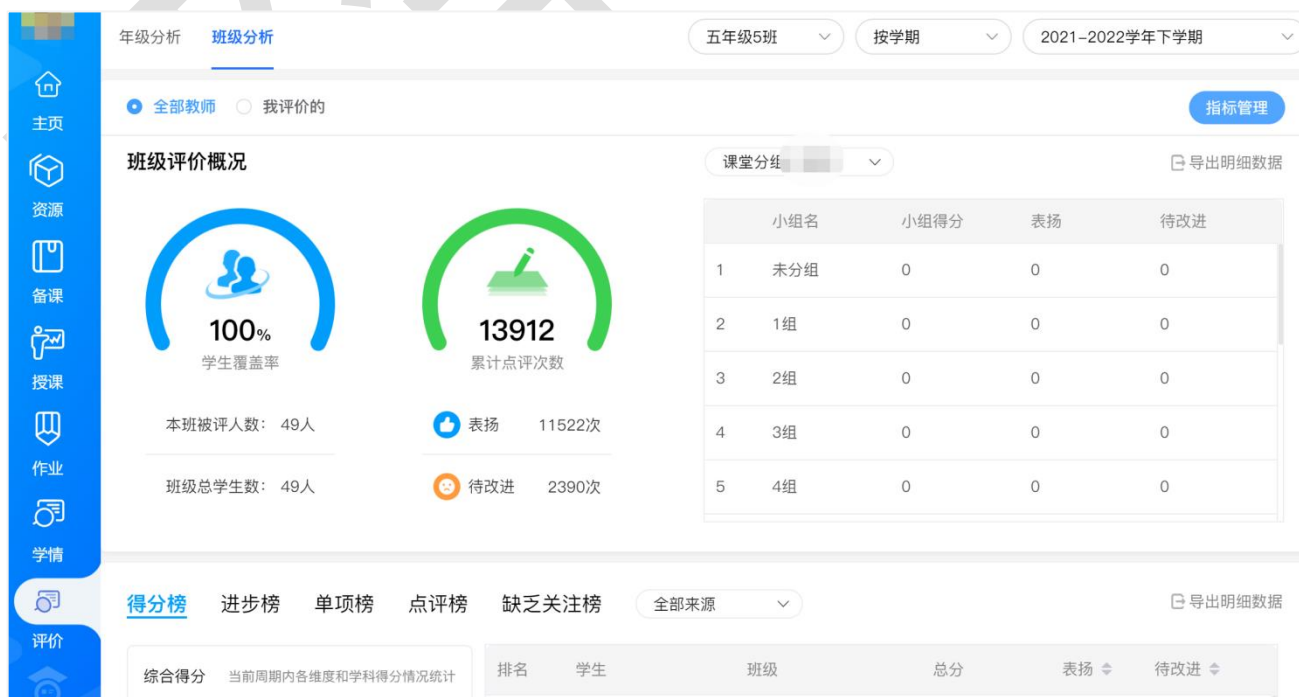 年级分析 班级分析 五年级5班 按学期 2021-2022学年下学期
主页
资源
备课
授课
作业
学情
评价
全部教师 我评价的 指标管理
班级评价概况
100%
学生覆盖率
本班被评人数： 49人
班级总学生数： 49人
13912
累计点评次数
表扬 11522次
待改进 2390次
课堂分组 导出明细数据
小组名 小组得分 表扬 待改进
1 未分组 0 0 0
2 1组 0 0 0
3 2组 0 0 0
4 3组 0 0 0
5 4组 0 0 0
得分榜 进步榜 单项榜 点评榜 缺乏关注榜 全部来源 导出明细数据
综合得分 当前周期内各维度和学科得分情况统计
排名 学生 班级 总分 表扬 待改进